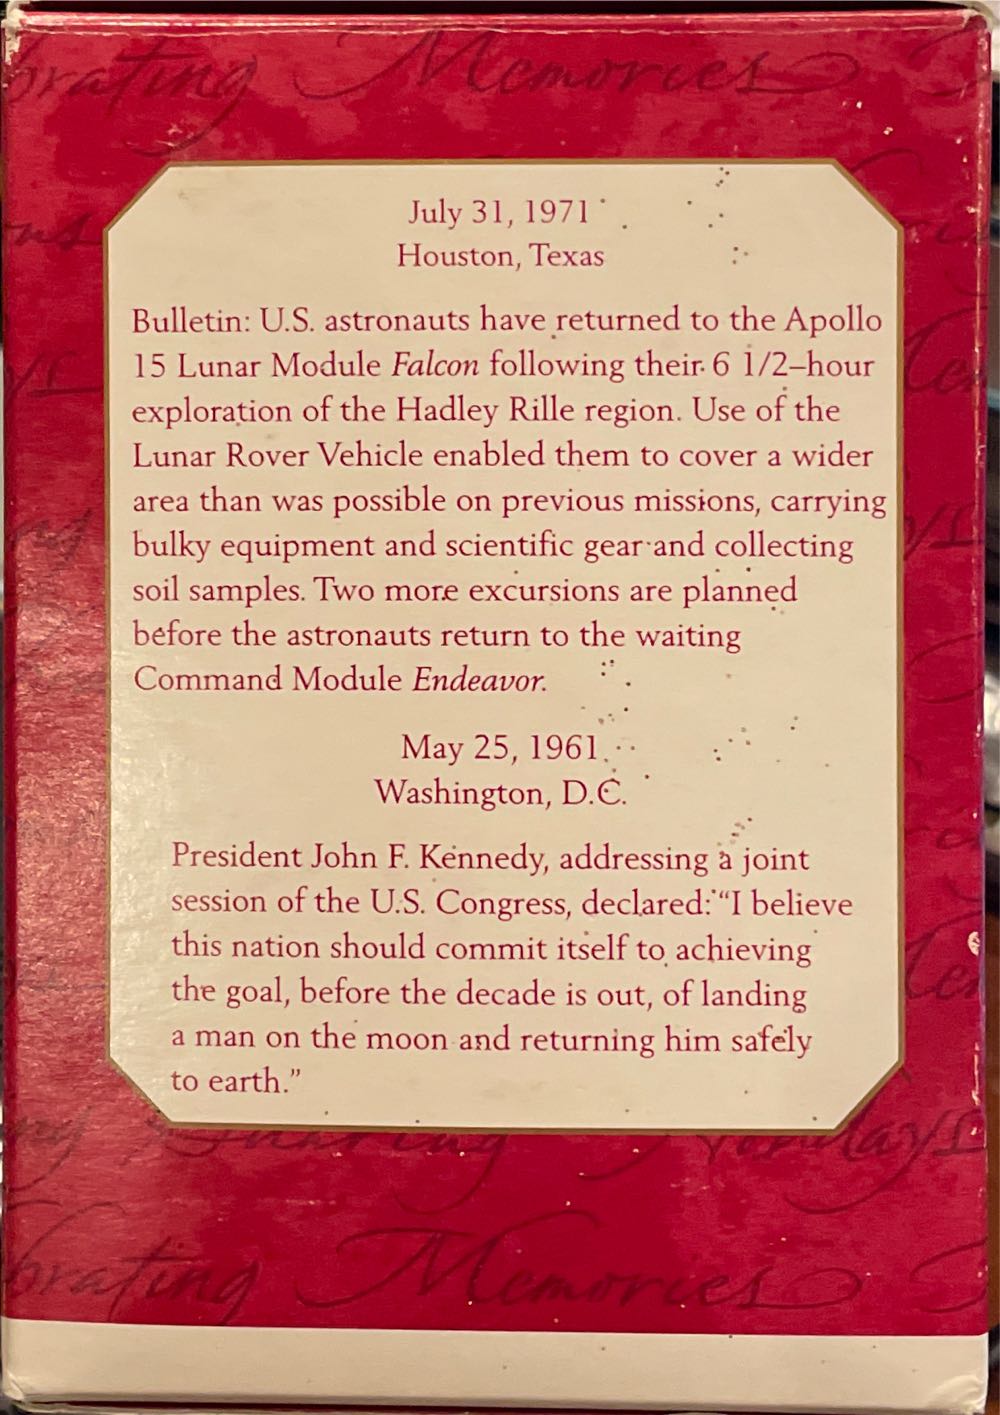 brating Memories
July 31, 1971
Houston, Texas
Bulletin: U.S. astronauts have returned to the Apollo
15 Lunar Module Falcon following their 6 1/2–hour
exploration of the Hadley Rille region. Use of the
Lunar Rover Vehicle enabled them to cover a wider
area than was possible on previous missions, carrying
bulky equipment and scientific gear and collecting
soil samples. Two more excursions are planned
before the astronauts return to the waiting
Command Module Endeavor.
May 25, 1961
Washington, D.C.
President John F. Kennedy, addressing a joint
session of the U.S. Congress, declared: “I believe
this nation should commit itself to achieving
the goal, before the decade is out, of landing
a man on the moon and returning him safely
to earth.”
brating Memories